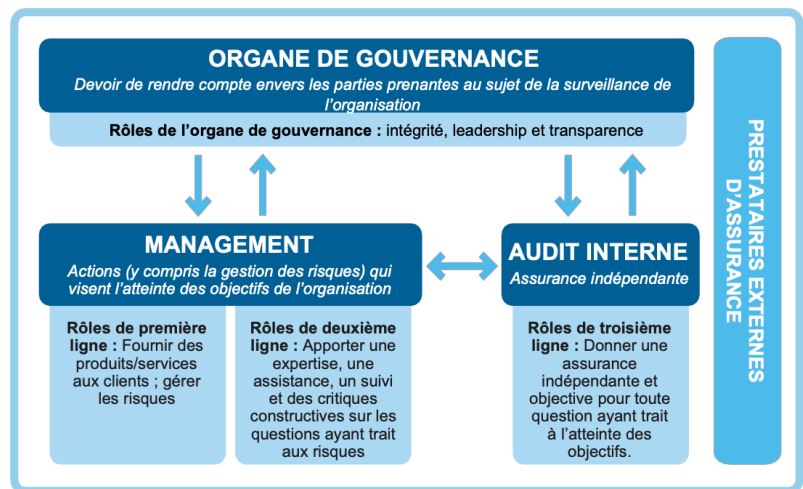 ORGANE DE GOUVERNANCE
Devoir de rendre compte envers les parties prenantes au sujet de la surveillance de
l'organisation
Rôles de l'organe de gouvernance : intégrité, leadership et transparence
MANAGEMENT
Actions (y compris la gestion des risques) qui
visent l'atteinte des objectifs de l'organisation
Rôles de première
ligne : Fournir des
produits/services
aux clients ; gérer
les risques
Rôles de deuxième
ligne : Apporter une
expertise, une
assistance, un suivi
et des critiques
constructives sur les
questions ayant trait
aux risques
AUDIT INTERNE
Assurance indépendante
Rôles de troisième
ligne : Donner une
assurance
indépendante et
objective pour toute
question ayant trait
à l'atteinte des
objectifs.
PRESTATAIRES EXTERNES
D'ASSURANCE